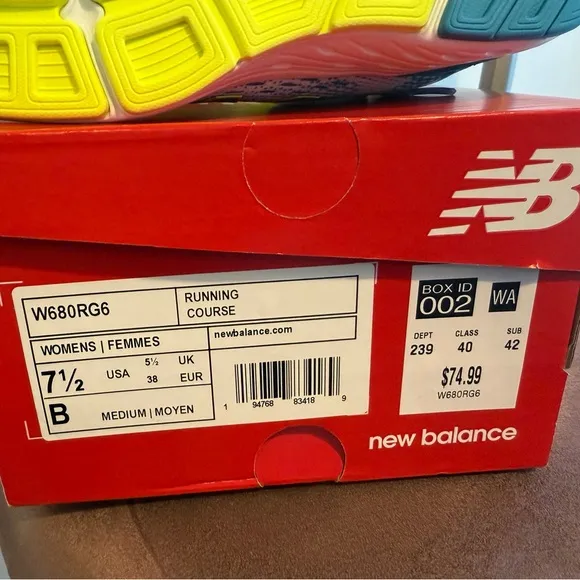 NB
W680RG6
RUNNING
COURSE
WOMENS | FEMMES
newbalance.com
7½ USA 5½ UK
38 EUR
B MEDIUM | MOYEN
1 94768 83418 9
BOX ID
002
WA
DEPT CLASS SUB
239 40 42
$74.99
W680RG6
new balance